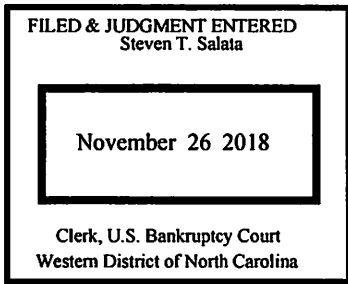 FILED & JUDGMENT ENTERED
Steven T. Salata
November 26 2018
Clerk, U.S. Bankruptcy Court
Western District of North Carolina